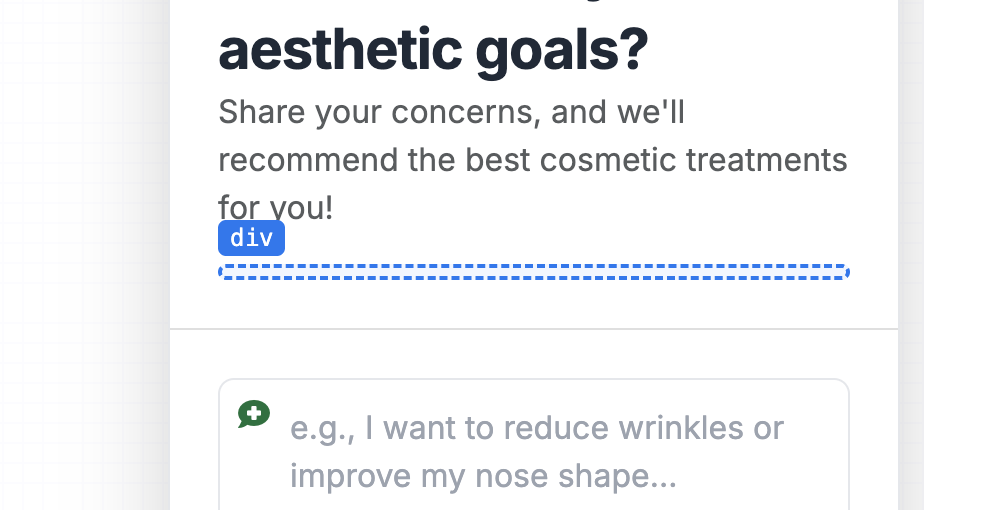 aesthetic goals?
Share your concerns, and we'll
recommend the best cosmetic treatments
for you!
div
e.g., I want to reduce wrinkles or
improve my nose shape...